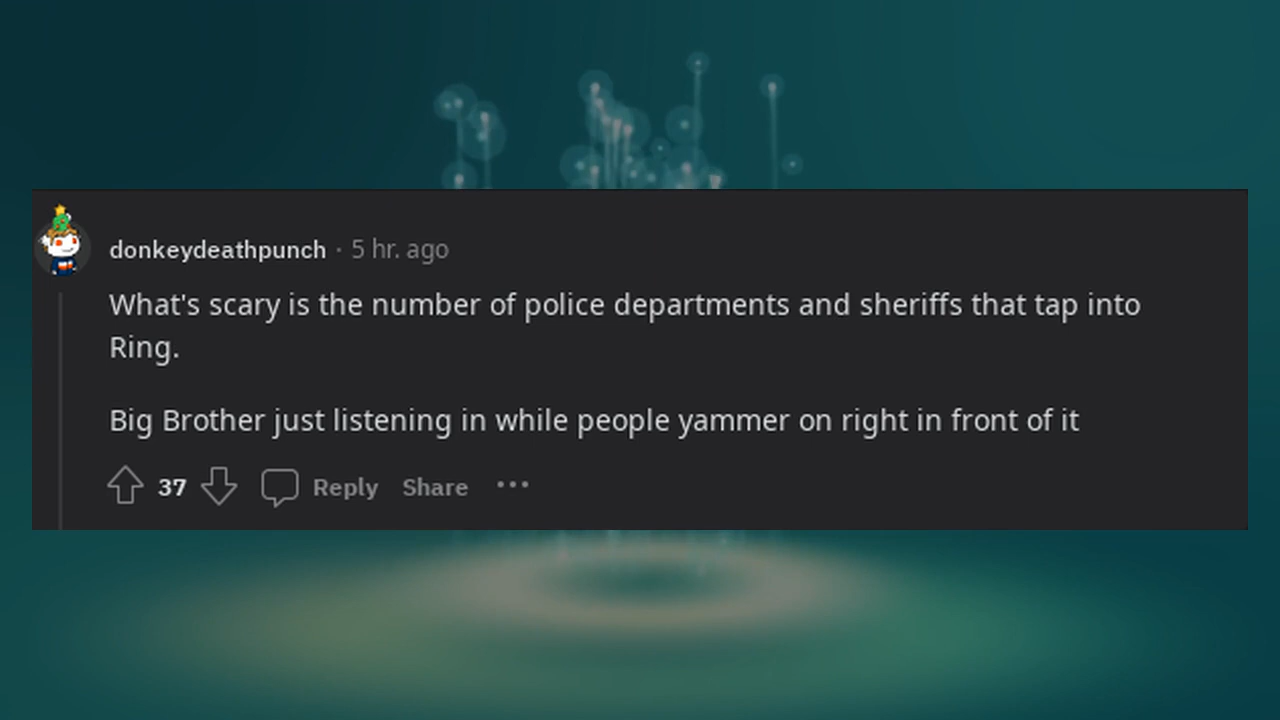 donkeydeathpunch · 5 hr. ago
What's scary is the number of police departments and sheriffs that tap into
Ring.
Big Brother just listening in while people yammer on right in front of it
37 Reply Share ···